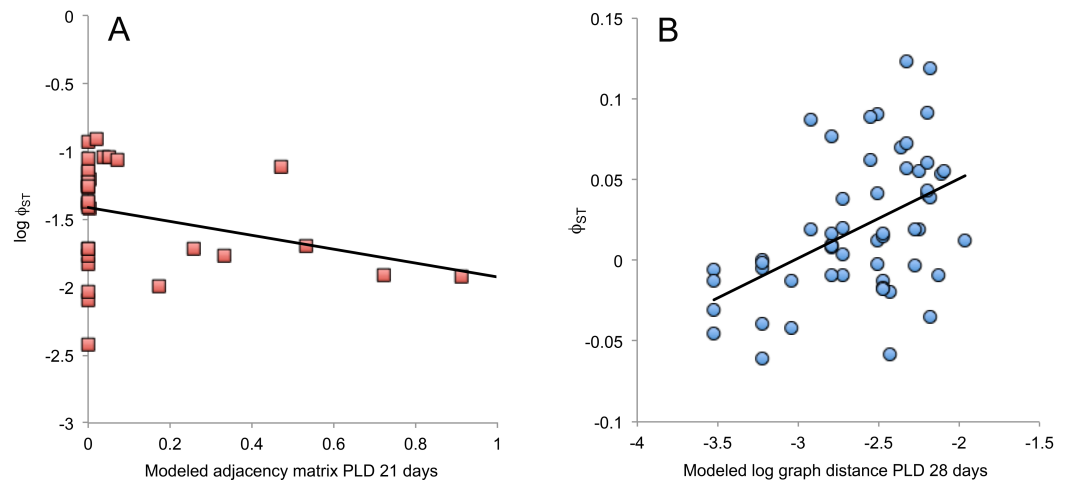 A
0
-0.5
-1
-1.5
-2
-2.5
-3
log ϕST
0 0.2 0.4 0.6 0.8 1
Modeled adjacency matrix PLD 21 days
B
0.15
0.1
0.05
0
-0.05
-0.1
ϕST
-4 -3.5 -3 -2.5 -2 -1.5
Modeled log graph distance PLD 28 days